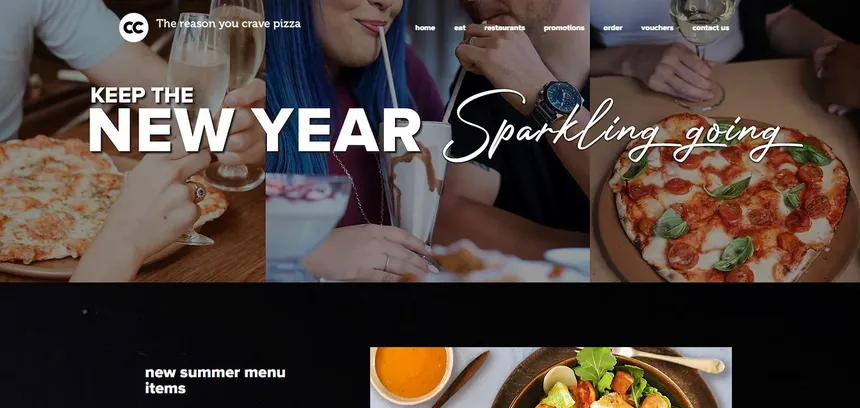 CC
The reason you crave pizza
home eat restaurants promotions order vouchers contact us
KEEP THE
NEW YEAR Sparkling going
new summer menu
items